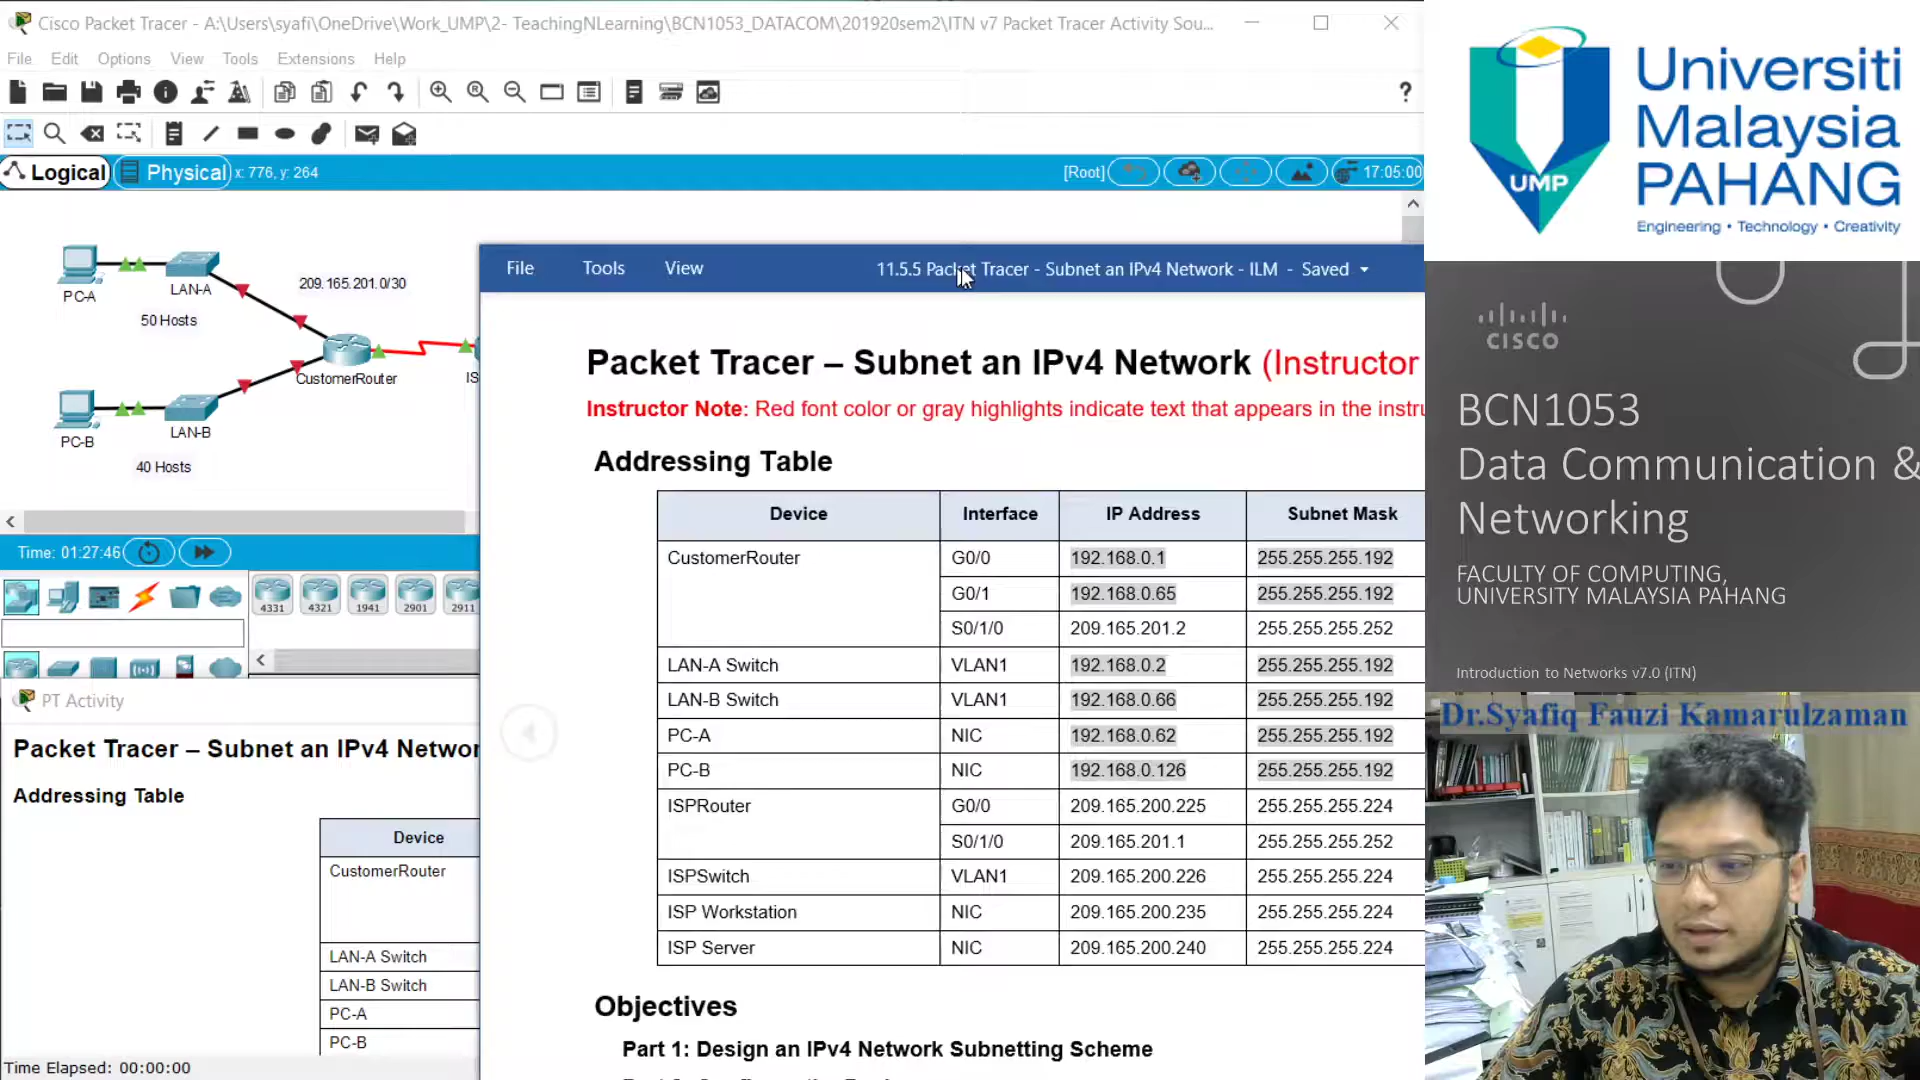 Cisco Packet Tracer - A:\Users\syafi\OneDrive\Work_UMP\2- TeachingNLearning\BCN1053_DATACOM\201920sem2\ITN v7 Packet Tracer Activity Sou...
File Edit Options View Tools Extensions Help
Logical Physical x: 776, y: 264 [Root] 17:05:00
PC-A
LAN-A
209.165.201.0/30
50 Hosts
CustomerRouter
IS
PC-B
LAN-B
40 Hosts
Time: 01:27:46
4331 4321 1941 2901 2911
PT Activity
Packet Tracer – Subnet an IPv4 Networ
Addressing Table
Device
CustomerRouter
LAN-A Switch
LAN-B Switch
PC-A
PC-B
Time Elapsed: 00:00:00
File Tools View 11.5.5 Packet Tracer - Subnet an IPv4 Network - ILM - Saved
Packet Tracer – Subnet an IPv4 Network (Instructor
Instructor Note: Red font color or gray highlights indicate text that appears in the instru
Addressing Table
Device Interface IP Address Subnet Mask
CustomerRouter G0/0 192.168.0.1 255.255.255.192
G0/1 192.168.0.65 255.255.255.192
S0/1/0 209.165.201.2 255.255.255.252
LAN-A Switch VLAN1 192.168.0.2 255.255.255.192
LAN-B Switch VLAN1 192.168.0.66 255.255.255.192
PC-A NIC 192.168.0.62 255.255.255.192
PC-B NIC 192.168.0.126 255.255.255.192
ISPRouter G0/0 209.165.200.225 255.255.255.224
S0/1/0 209.165.201.1 255.255.255.252
ISPSwitch VLAN1 209.165.200.226 255.255.255.224
ISP Workstation NIC 209.165.200.235 255.255.255.224
ISP Server NIC 209.165.200.240 255.255.255.224
Objectives
Part 1: Design an IPv4 Network Subnetting Scheme
UMP
Universiti
Malaysia
PAHANG
Engineering • Technology • Creativity
CISCO
BCN1053
Data Communication &
Networking
FACULTY OF COMPUTING,
UNIVERSITY MALAYSIA PAHANG
Introduction to Networks v7.0 (ITN)
Dr.Syafiq Fauzi Kamarulzaman